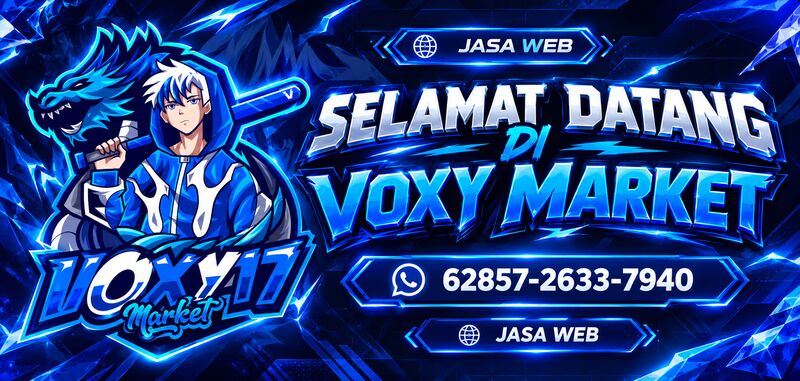 JASA WEB
SELAMAT DATANG
DI
VOXY MARKET
62857-2633-7940
JASA WEB
VOXY17
Market
V